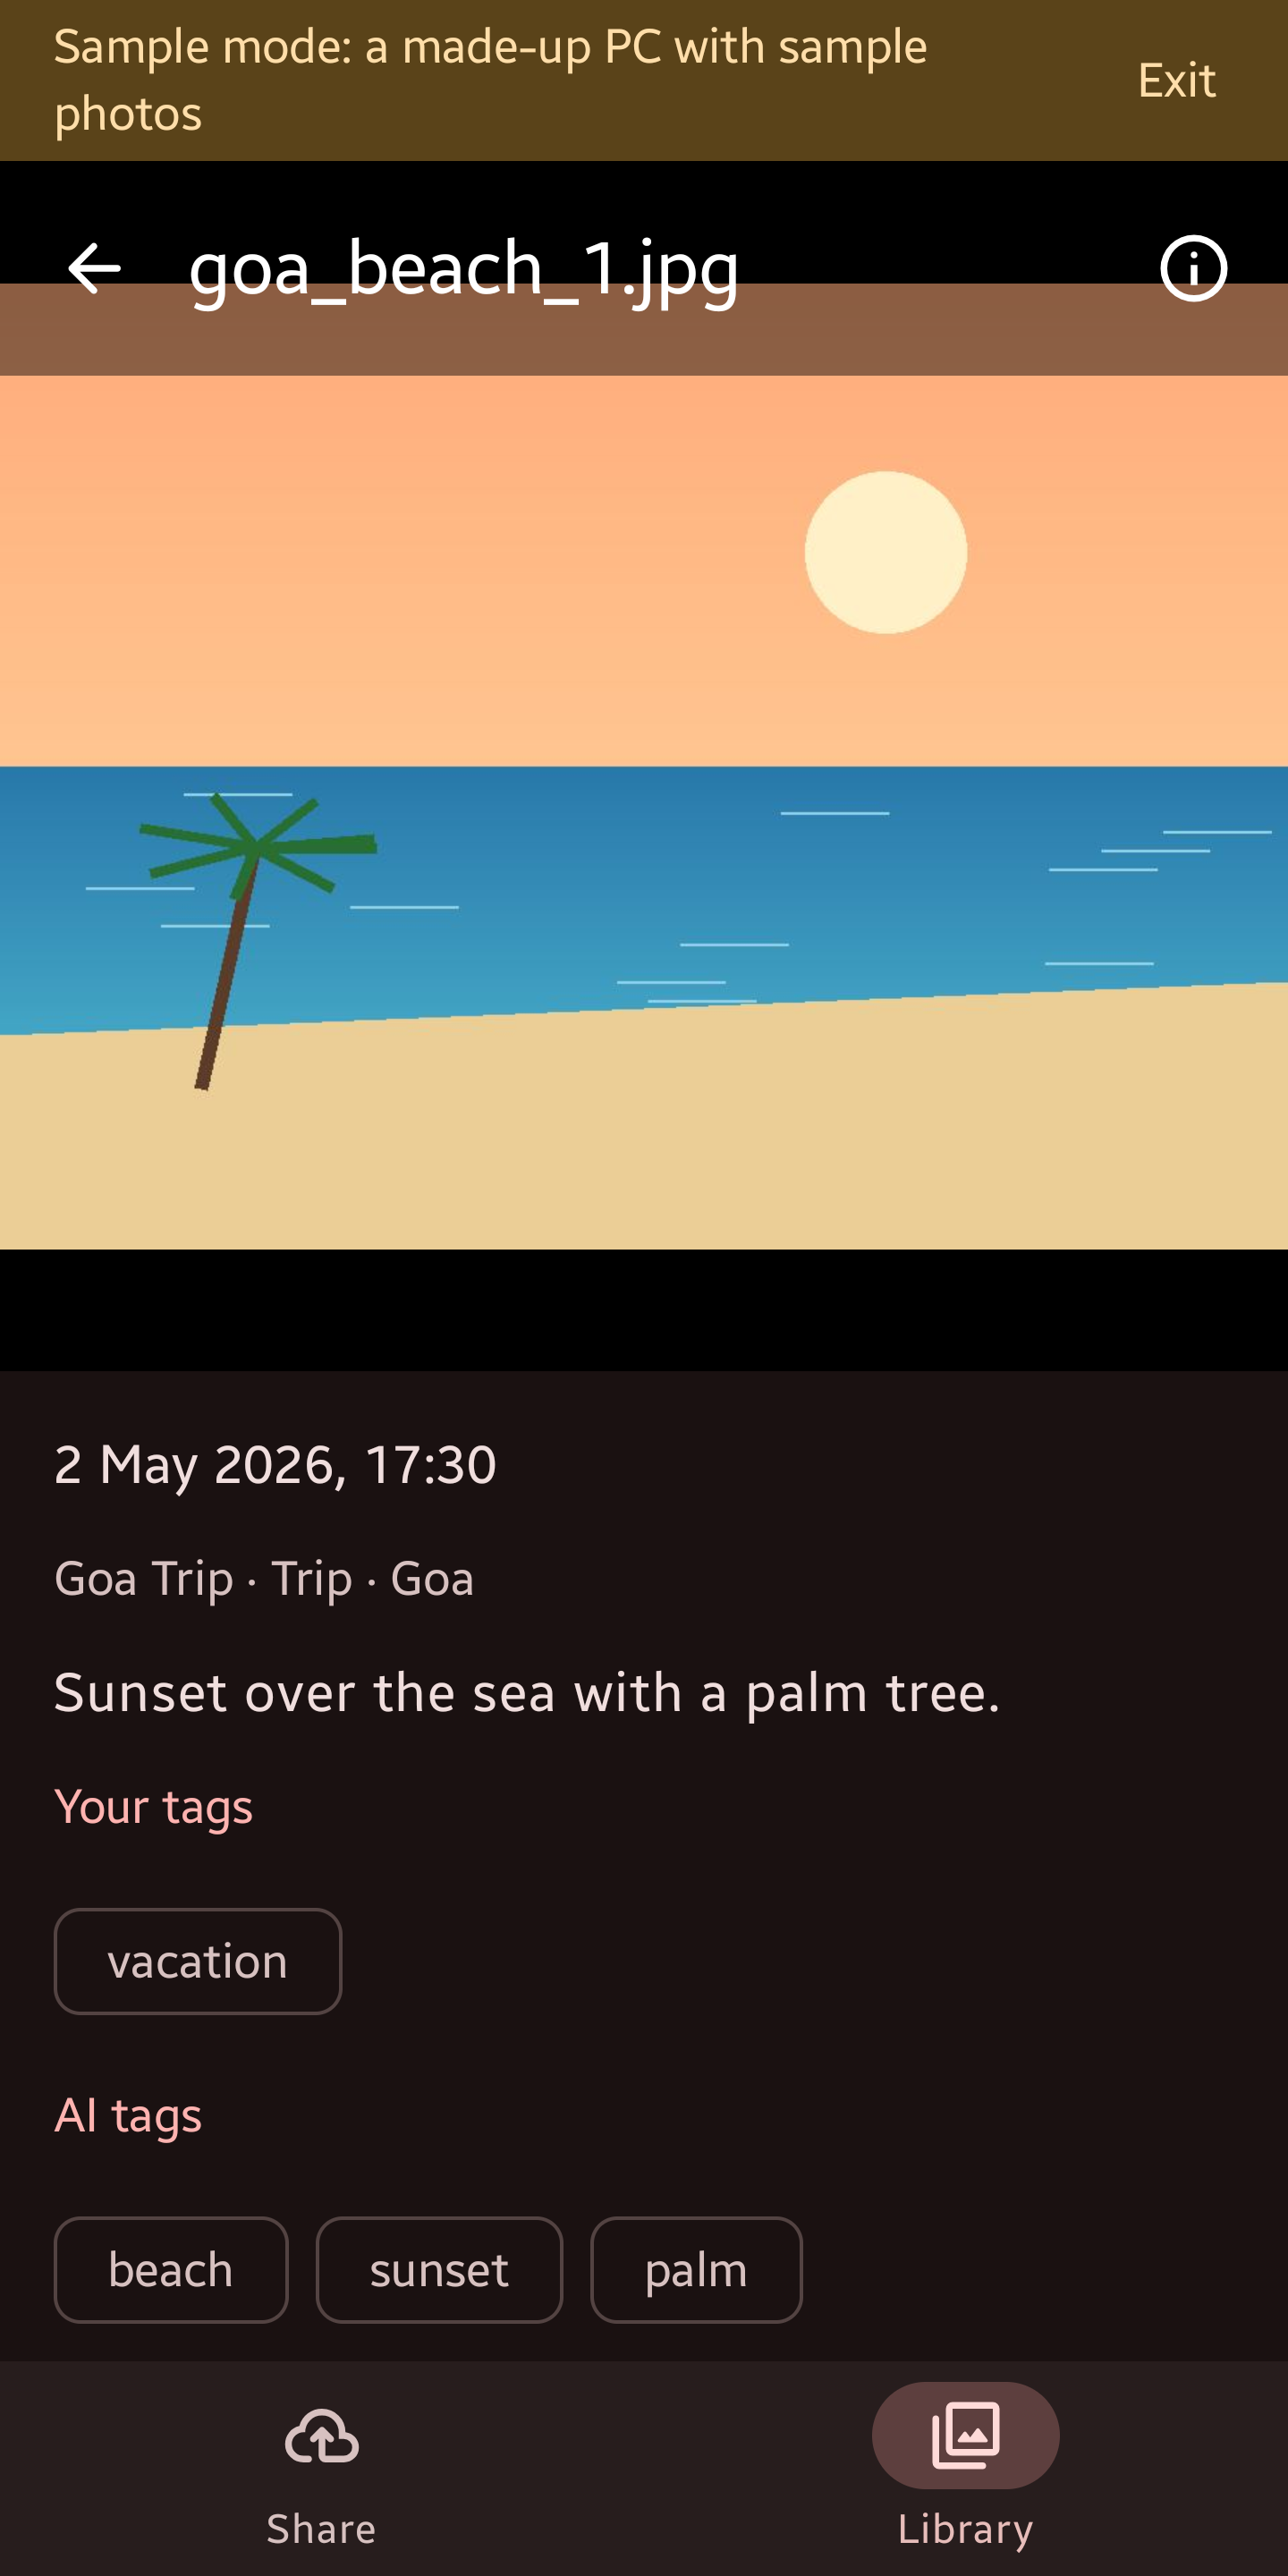 Sample mode: a made-up PC with sample
photos
Exit
goa_beach_1.jpg
2 May 2026, 17:30
Goa Trip · Trip · Goa
Sunset over the sea with a palm tree.
Your tags
vacation
AI tags
beach sunset palm
Share Library